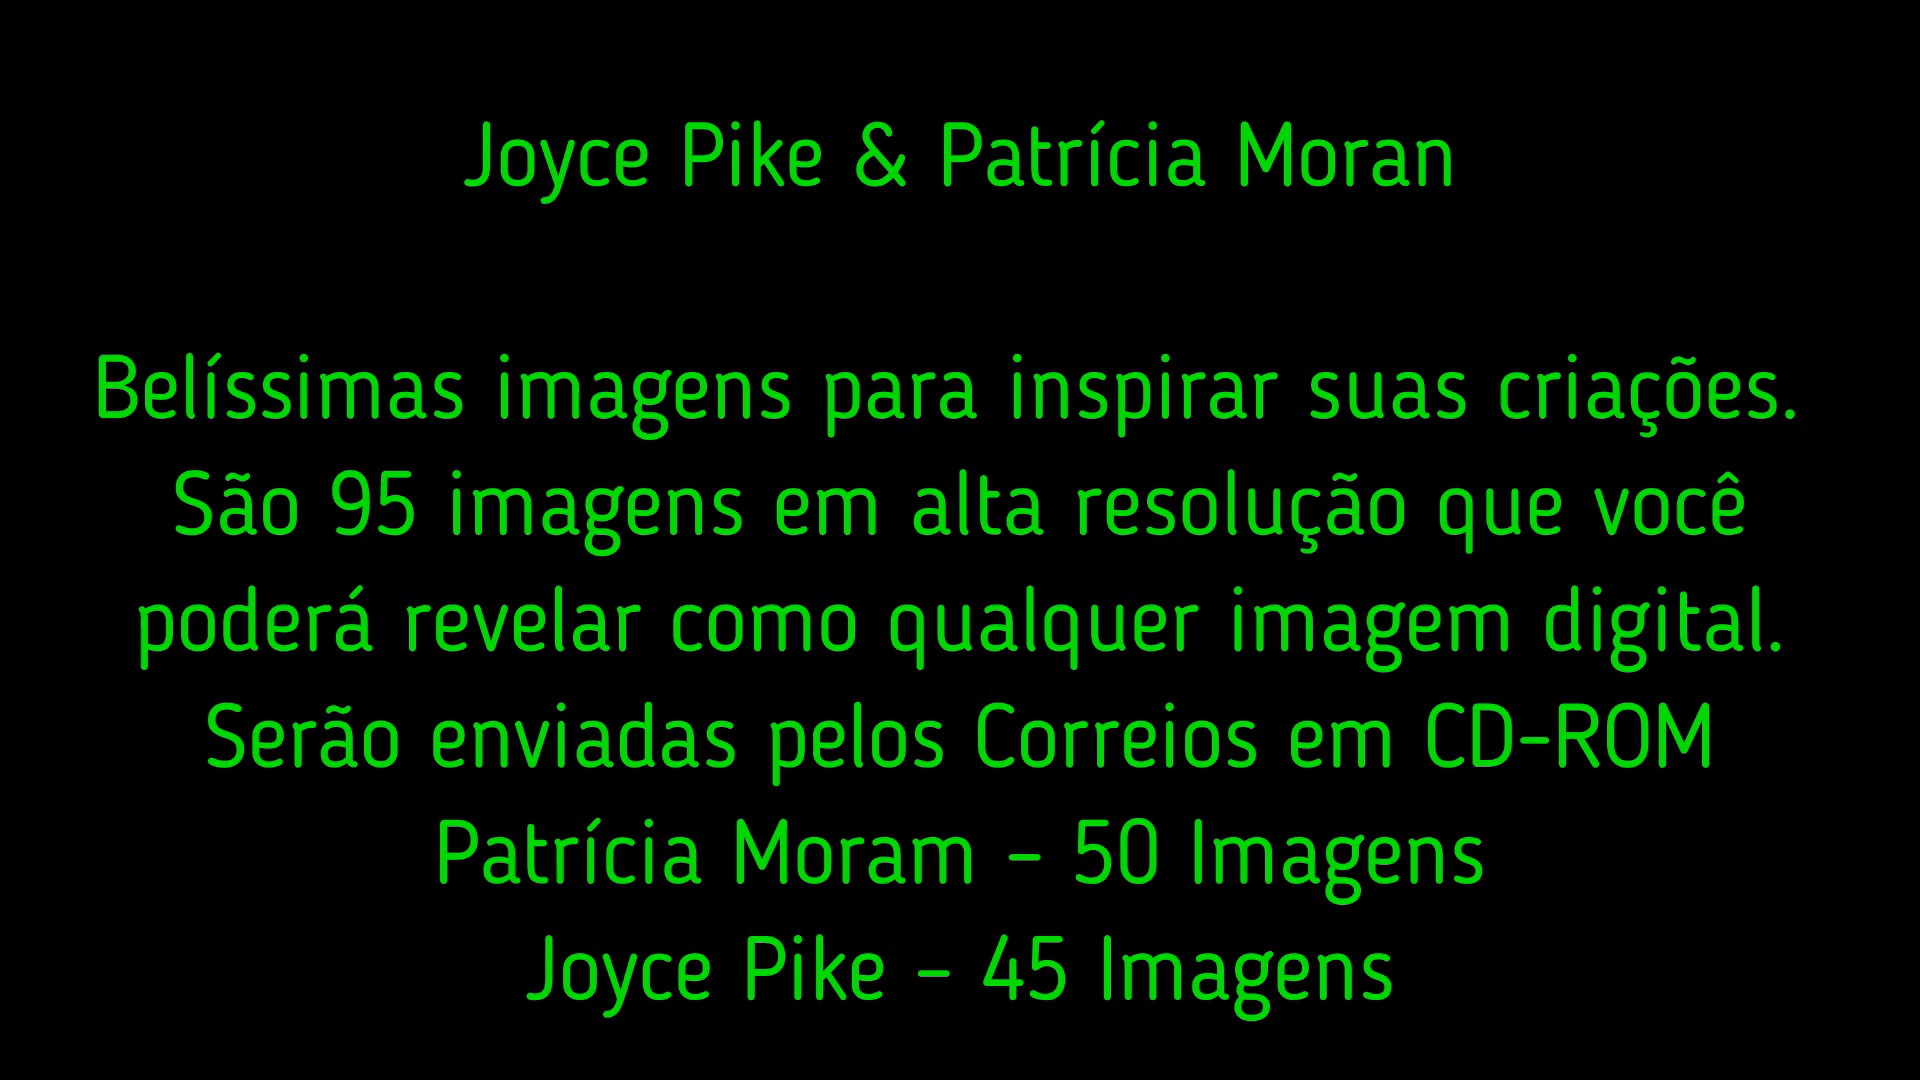 Joyce Pike & Patrícia Moran
Belíssimas imagens para inspirar suas criações.
São 95 imagens em alta resolução que você
poderá revelar como qualquer imagem digital.
Serão enviadas pelos Correios em CD-ROM
Patrícia Moram - 50 Imagens
Joyce Pike - 45 Imagens